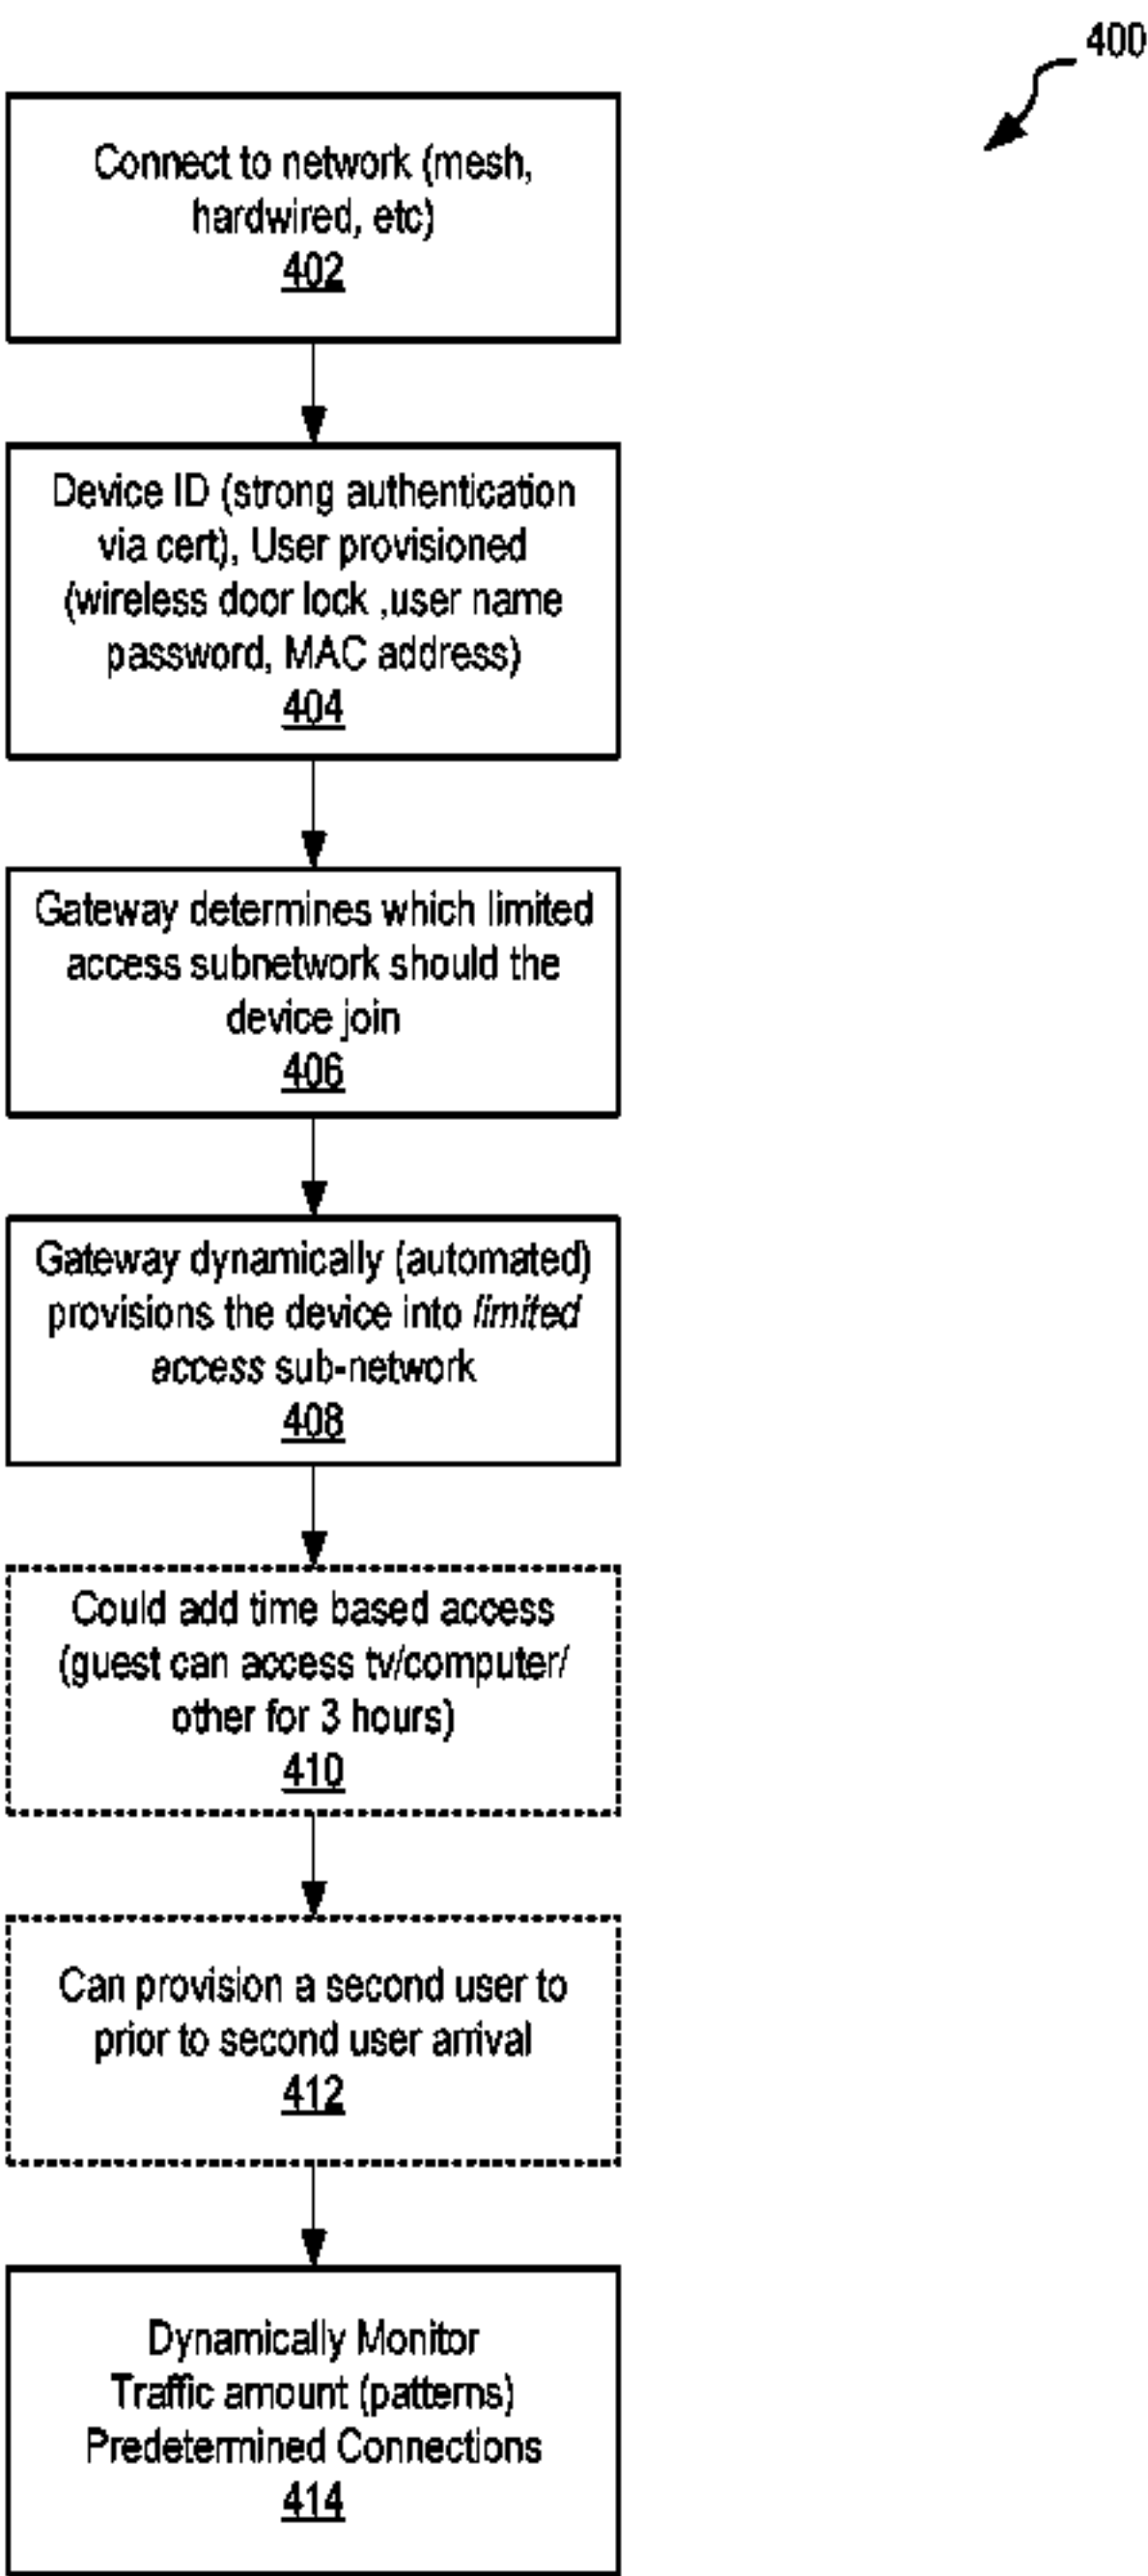 400
Connect to network (mesh,
hardwired, etc)
402
Device ID (strong authentication
via cert), User provisioned
(wireless door lock ,user name
password, MAC address)
404
Gateway determines which limited
access subnetwork should the
device join
406
Gateway dynamically (automated)
provisions the device into limited
access sub-network
408
Could add time based access
(guest can access tv/computer/
other for 3 hours)
410
Can provision a second user to
prior to second user arrival
412
Dynamically Monitor
Traffic amount (patterns)
Predetermined Connections
414